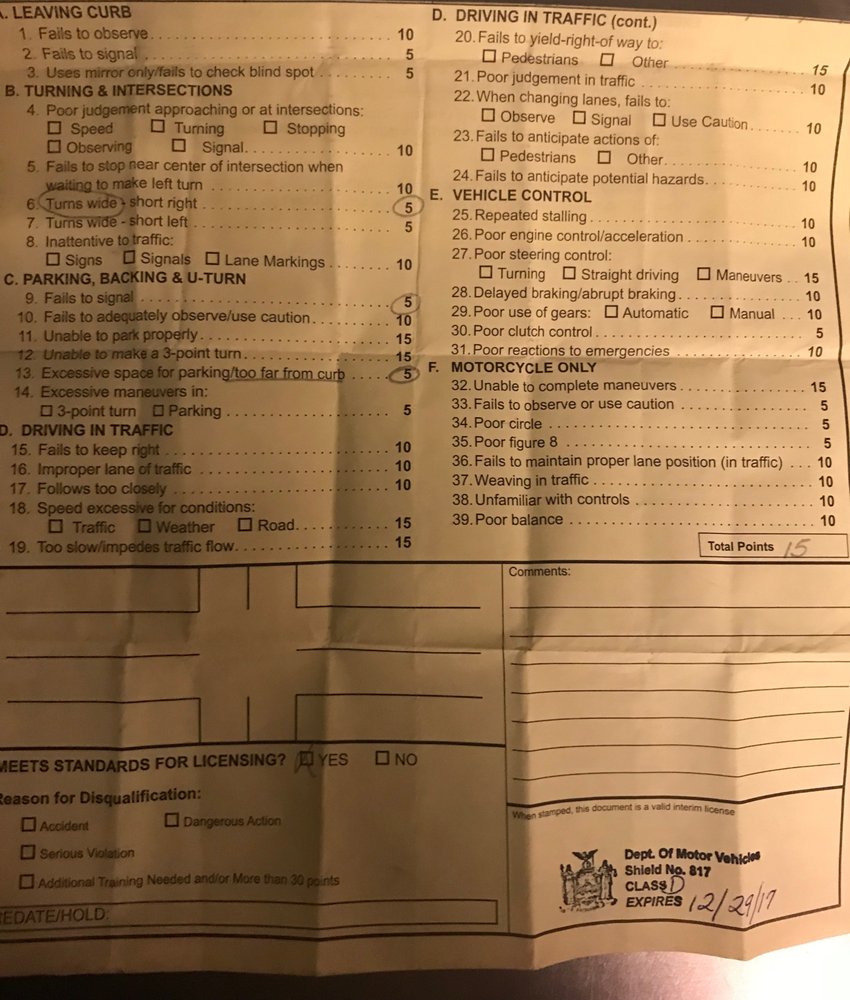 A. LEAVING CURB
1. Fails to observe 10
2. Fails to signal 5
3. Uses mirror only/fails to check blind spot 5
B. TURNING & INTERSECTIONS
4. Poor judgement approaching or at intersections:
☐ Speed ☐ Turning ☐ Stopping
☐ Observing ☐ Signal 10
5. Fails to stop near center of intersection when
waiting to make left turn 10
6. Turns wide - short right 5
7. Turns wide - short left 5
8. Inattentive to traffic:
☐ Signs ☐ Signals ☐ Lane Markings 10
C. PARKING, BACKING & U-TURN
9. Fails to signal 5
10. Fails to adequately observe/use caution 10
11. Unable to park properly 15
12. Unable to make a 3-point turn 15
13. Excessive space for parking/too far from curb 5
14. Excessive maneuvers in:
☐ 3-point turn ☐ Parking 5
D. DRIVING IN TRAFFIC
15. Fails to keep right 10
16. Improper lane of traffic 10
17. Follows too closely 10
18. Speed excessive for conditions:
☐ Traffic ☐ Weather ☐ Road 15
19. Too slow/impedes traffic flow 15
D. DRIVING IN TRAFFIC (cont.)
20. Fails to yield-right-of way to:
☐ Pedestrians ☐ Other 15
21. Poor judgement in traffic 10
22. When changing lanes, fails to:
☐ Observe ☐ Signal ☐ Use Caution 10
23. Fails to anticipate actions of:
☐ Pedestrians ☐ Other 10
24. Fails to anticipate potential hazards 10
E. VEHICLE CONTROL
25. Repeated stalling 10
26. Poor engine control/acceleration 10
27. Poor steering control:
☐ Turning ☐ Straight driving ☐ Maneuvers 15
28. Delayed braking/abrupt braking 10
29. Poor use of gears: ☐ Automatic ☐ Manual 10
30. Poor clutch control 5
31. Poor reactions to emergencies 10
F. MOTORCYCLE ONLY
32. Unable to complete maneuvers 15
33. Fails to observe or use caution 5
34. Poor circle 5
35. Poor figure 8 5
36. Fails to maintain proper lane position (in traffic) 10
37. Weaving in traffic 10
38. Unfamiliar with controls 10
39. Poor balance 10
Total Points 15
Comments:
MEETS STANDARDS FOR LICENSING? ☒ YES ☐ NO
Reason for Disqualification:
☐ Accident ☐ Dangerous Action
☐ Serious Violation
☐ Additional Training Needed and/or More than 30 points
REDATE/HOLD:
When stamped, this document is a valid interim license
Dept. Of Motor Vehicles
Shield No. 817
CLASS D
EXPIRES 12/29/17